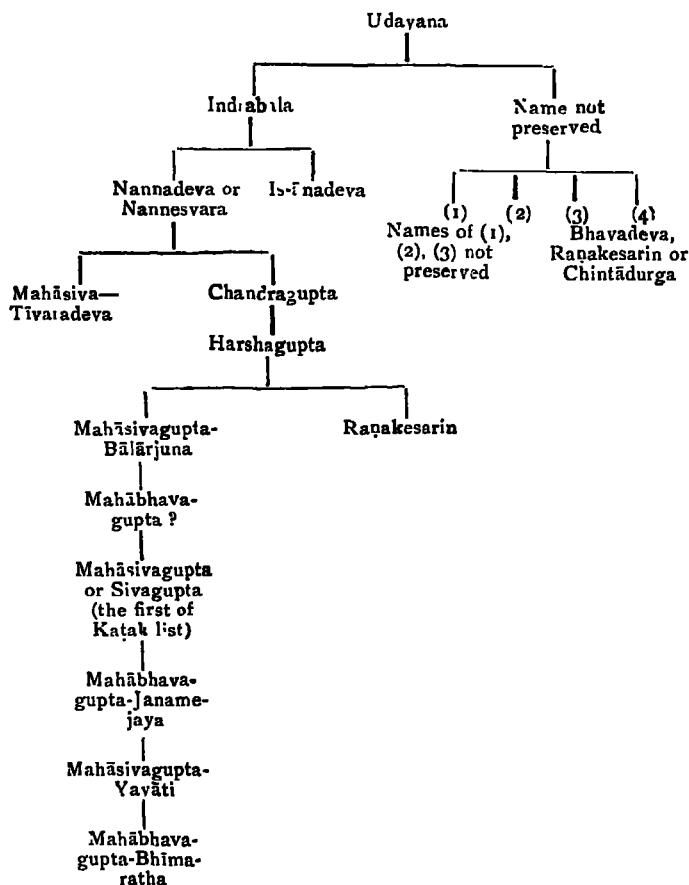 Udayana
Indrabala
Name not
preserved
Nannadeva or
Nannesvara
Is-īnadeva
(1) (2) (3) (4)
Names of (1),
(2), (3) not
preserved
Bhavadeva,
Raṇakesarin or
Chintādurga
Mahāsiva—
Tīvaradeva
Chandragupta
Harshagupta
Mahāsivagupta-
Bālārjuna
Raṇakesarin
Mahābhava-
gupta ?
Mahāsivagupta
or Sivagupta
(the first of
Kaṭak list)
Mahābhava-
gupta-Janame-
jaya
Mahāsivagupta-
Yayāti
Mahābhava-
gupta-Bhīma-
ratha